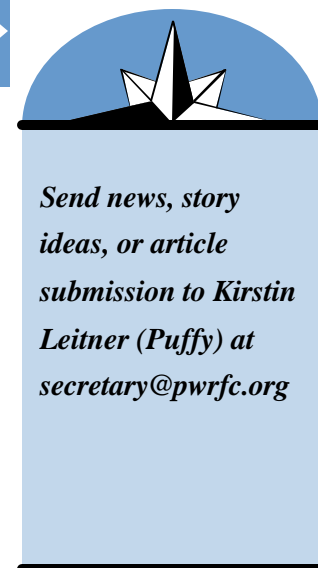 Send news, story
ideas, or article
submission to Kirstin
Leitner (Puffy) at
secretary@pwrfc.org